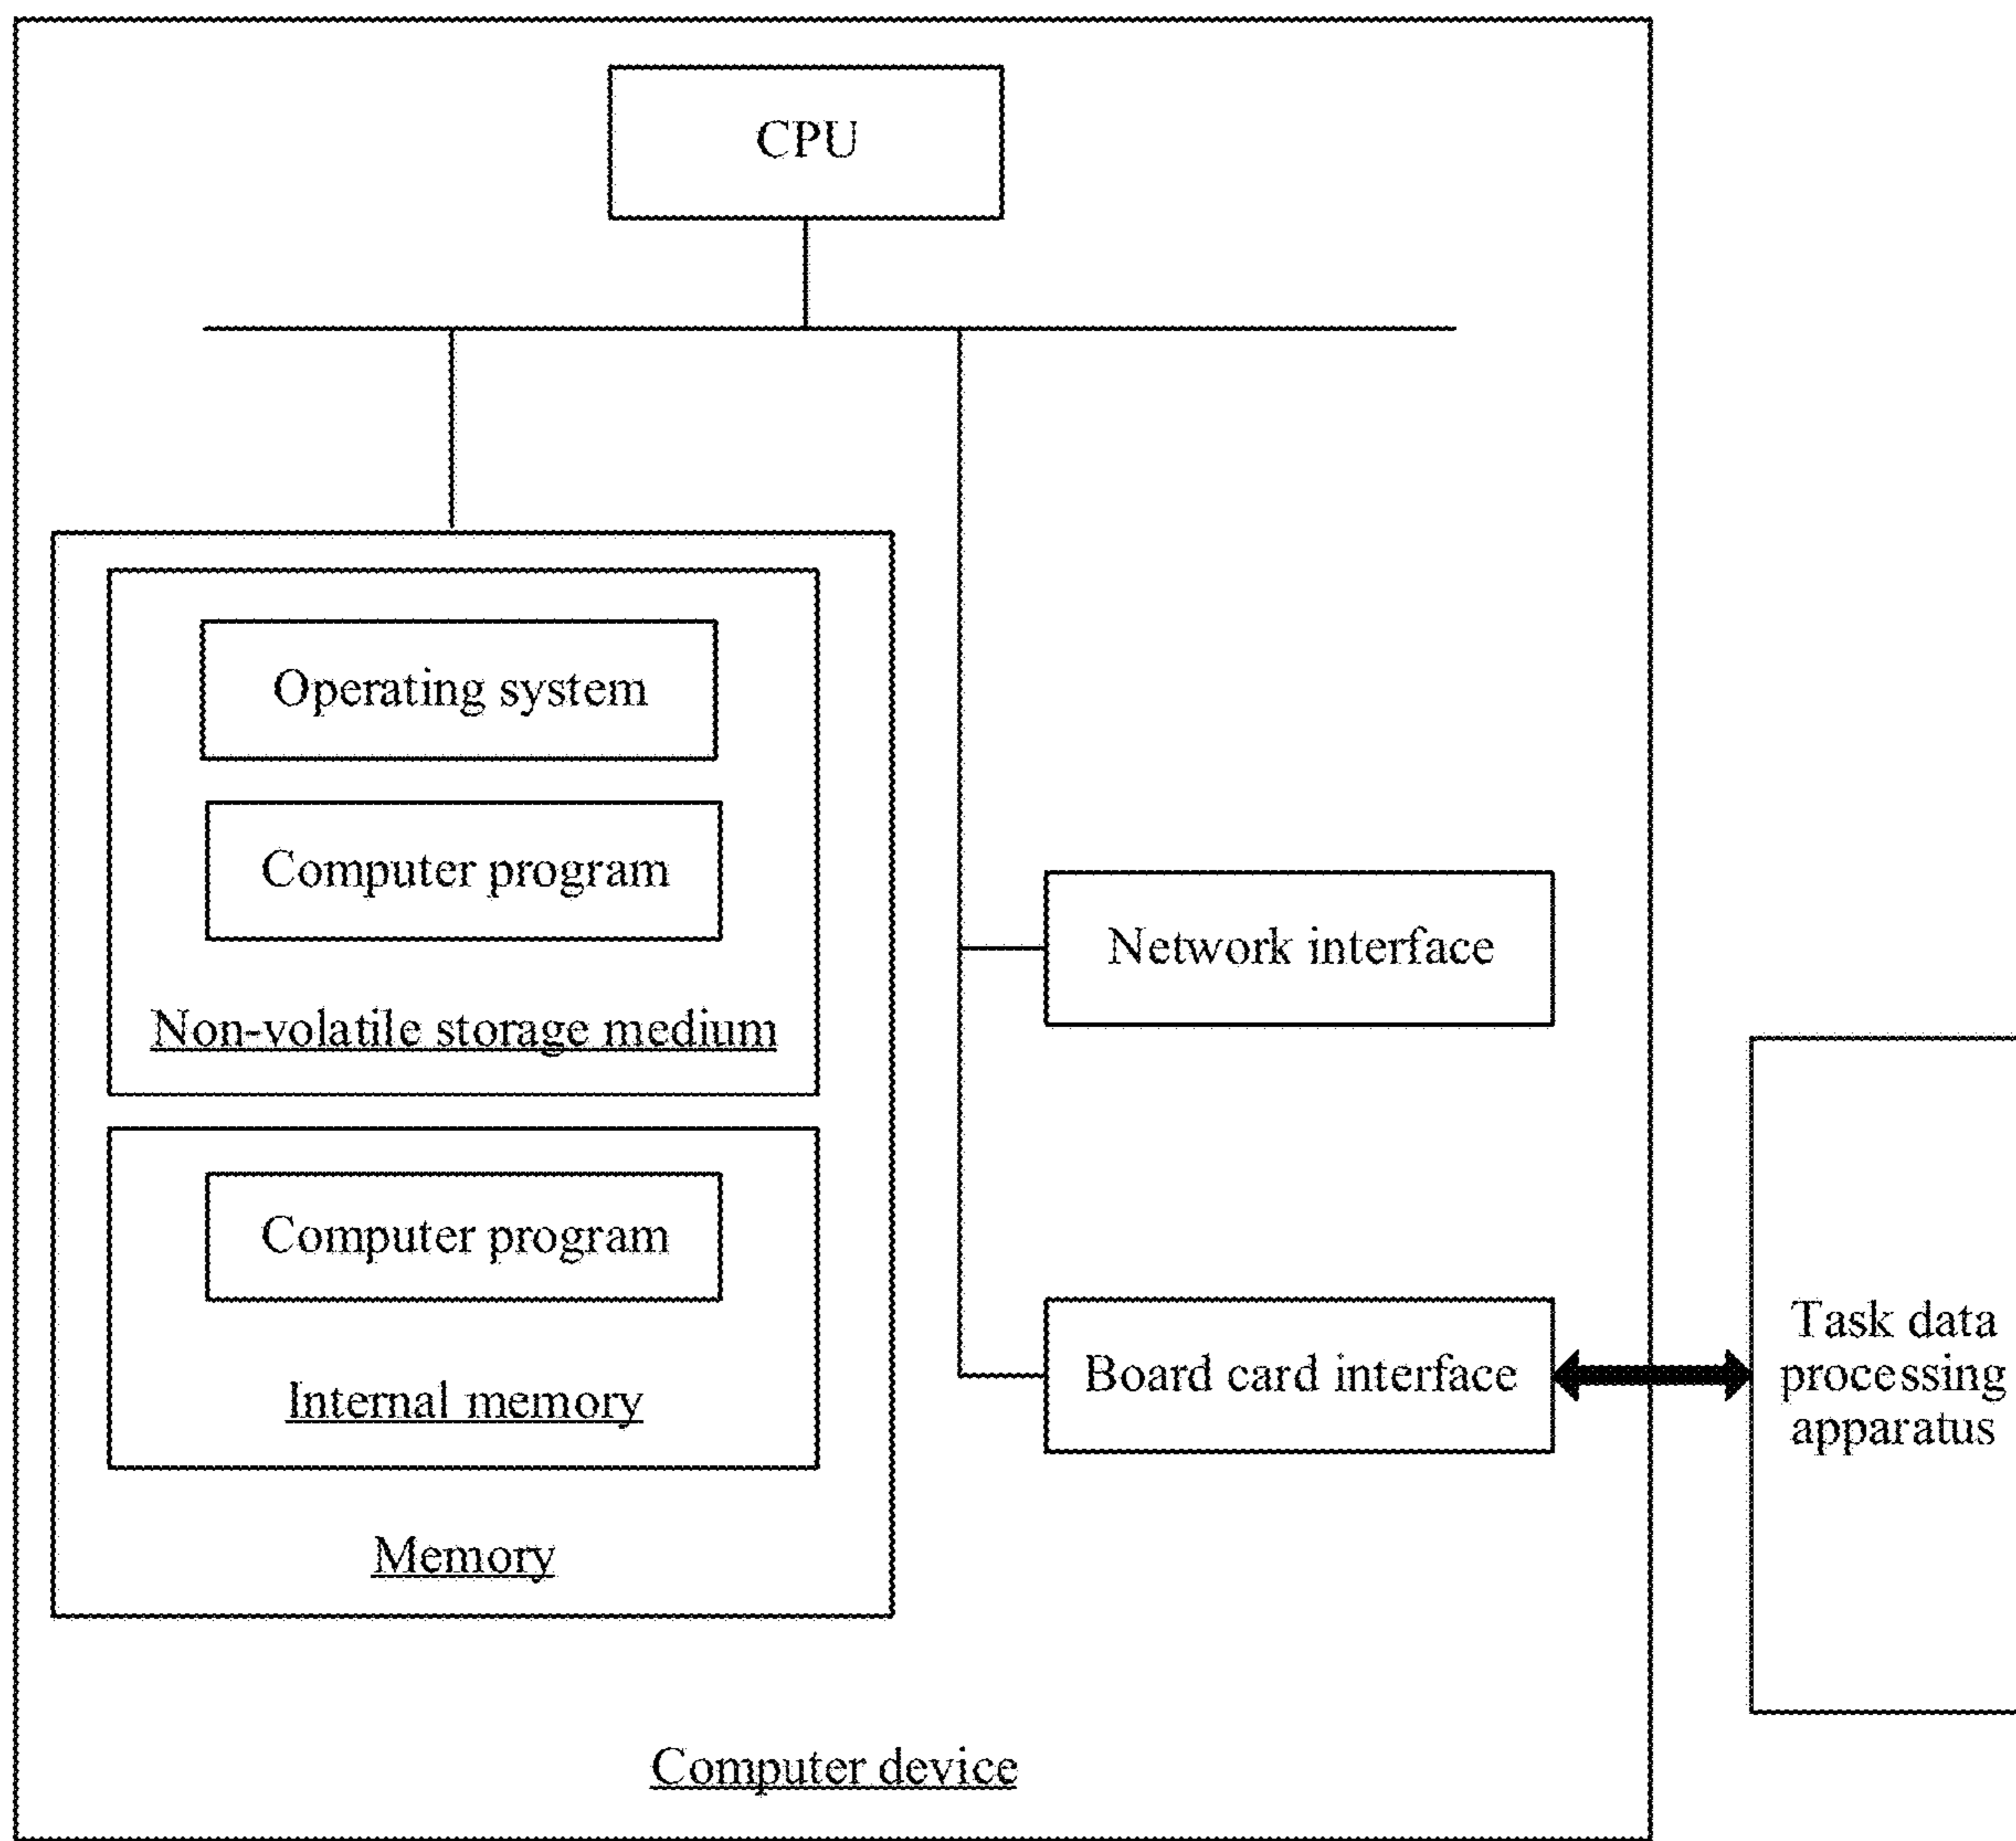 CPU
Operating system
Computer program
Non-volatile storage medium
Computer program
Internal memory
Memory
Network interface
Board card interface
Task data
processing
apparatus
Computer device